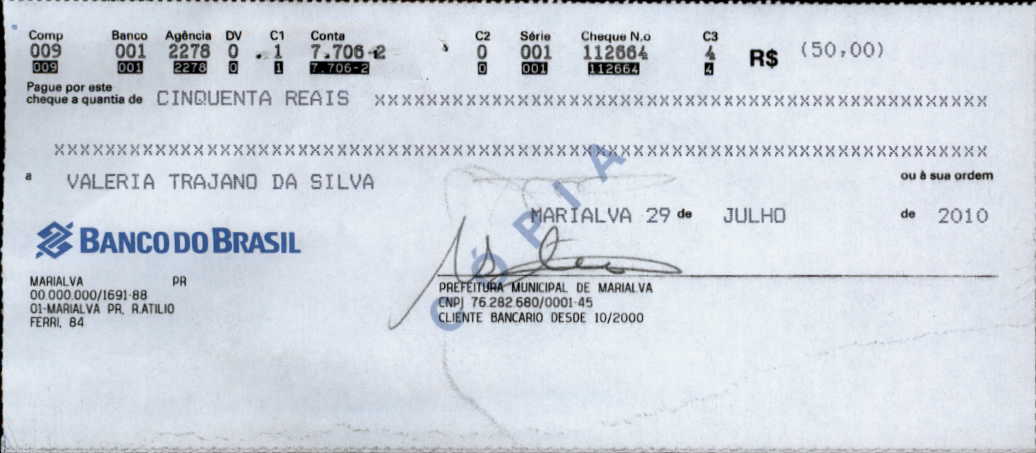 Comp Banco Agência DV C1 Conta C2 Série Cheque N.o C3
009 001 2278 0 1 7.706-2 0 001 112664 4 R$ (50,00)
009 001 2278 0 1 7.706-2 0 001 112664 4
Pague por este
cheque a quantia de CINQUENTA REAIS XXXXXXXXXXXXXXXXXXXXXXXXXXXXXXXXXXXXXXXXXXXXXXXX
XXXXXXXXXXXXXXXXXXXXXXXXXXXXXXXXXXXXXXXXXXXXXXXXXXXXXXXXXXXXXXXXXXXXXXXXX
a VALERIA TRAJANO DA SILVA ou à sua ordem
MARIALVA 29 de JULHO de 2010
BANCO DO BRASIL
MARIALVA PR
00.000.000/1691-88
01-MARIALVA PR, R.ATILIO
FERRI, 84
PREFEITURA MUNICIPAL DE MARIALVA
CNPJ 76.282.680/0001-45
CLIENTE BANCARIO DESDE 10/2000
CÓPIA